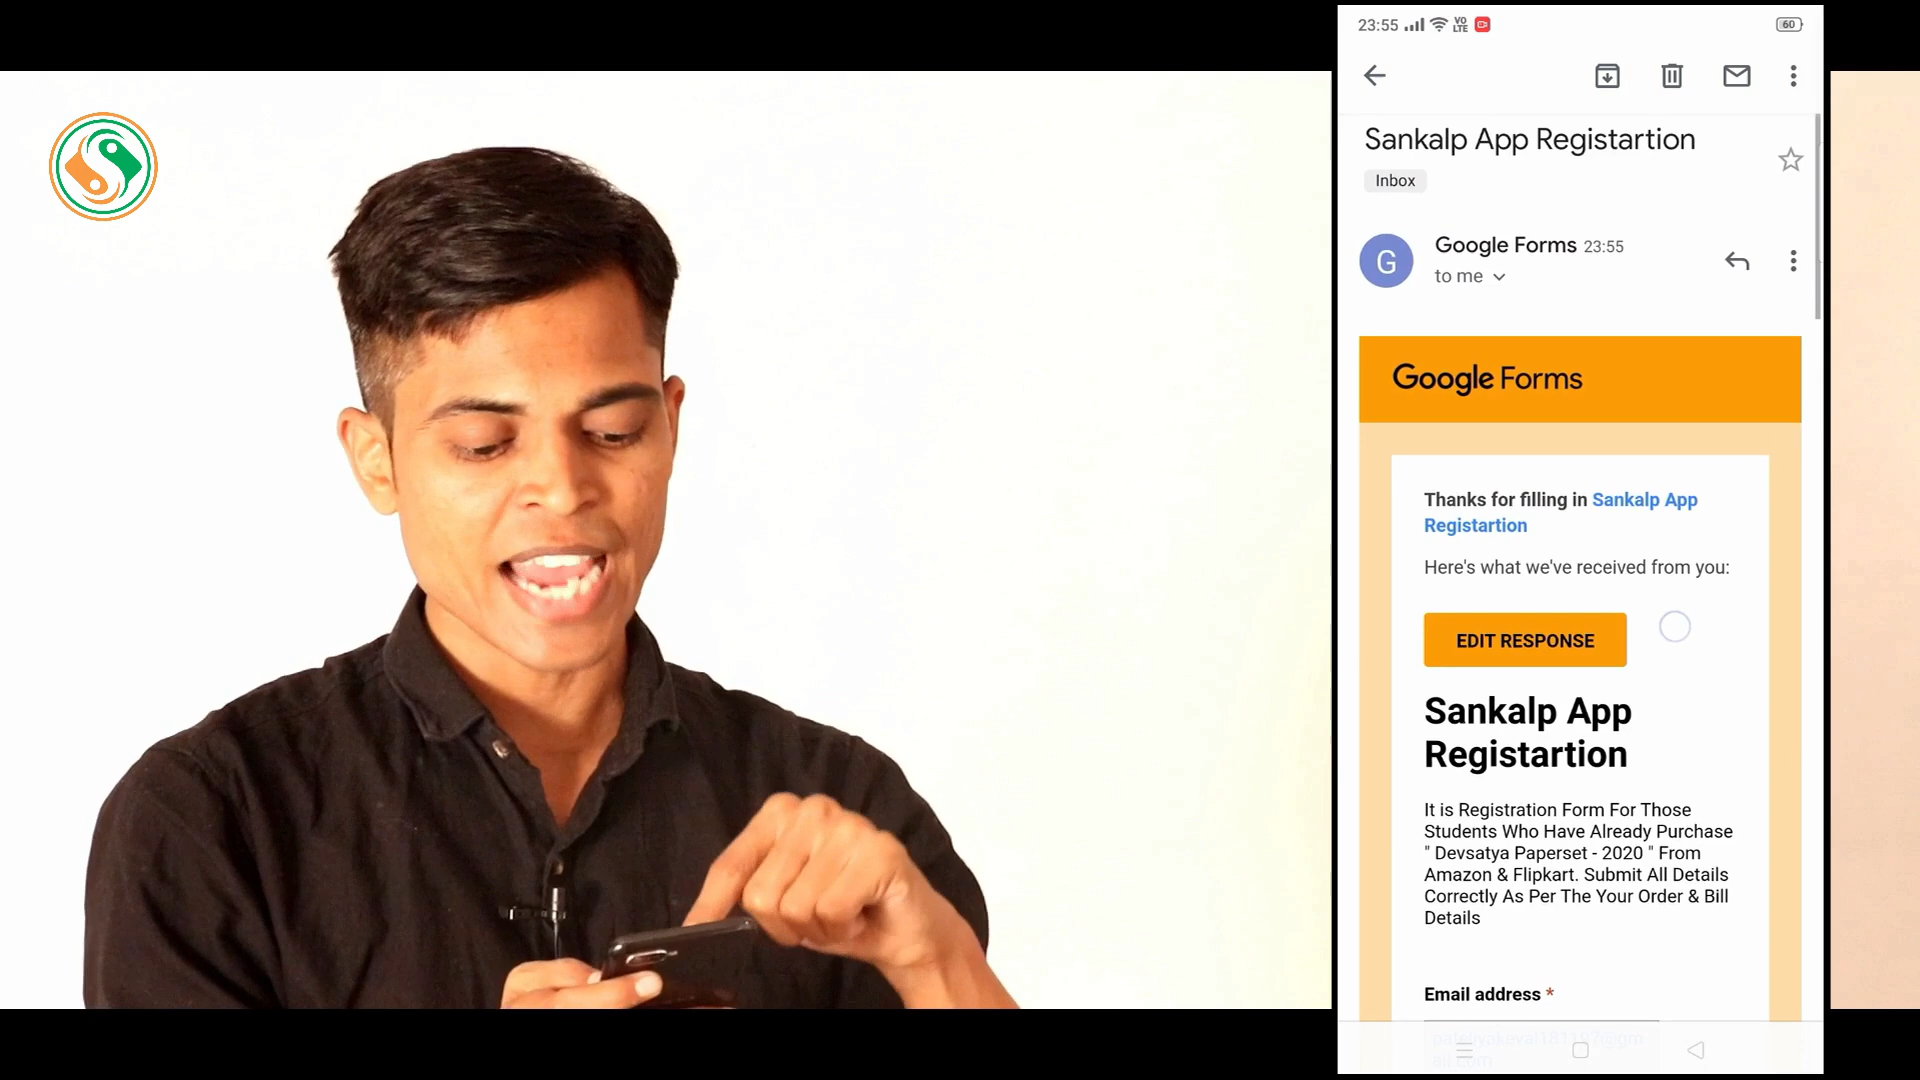 23:55
VO
LTE
60
Sankalp App Registartion
Inbox
G
Google Forms 23:55
to me
Google Forms
Thanks for filling in Sankalp App
Registartion
Here's what we've received from you:
EDIT RESPONSE
Sankalp App
Registartion
It is Registration Form For Those
Students Who Have Already Purchase
" Devsatya Paperset - 2020 " From
Amazon & Flipkart. Submit All Details
Correctly As Per The Your Order & Bill
Details
Email address *